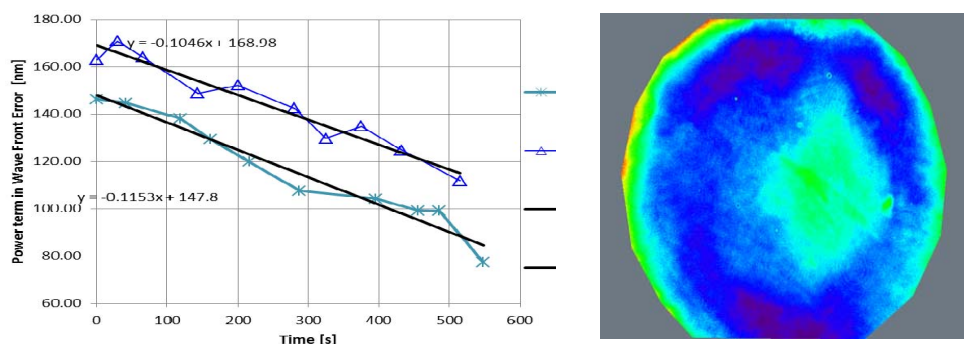 Power term in Wave Front Error [nm]
180.00
160.00
140.00
120.00
100.00
80.00
60.00
y = -0.1046x + 168.98
y = -0.1153x + 147.8
0 100 200 300 400 500 600
Time [s]